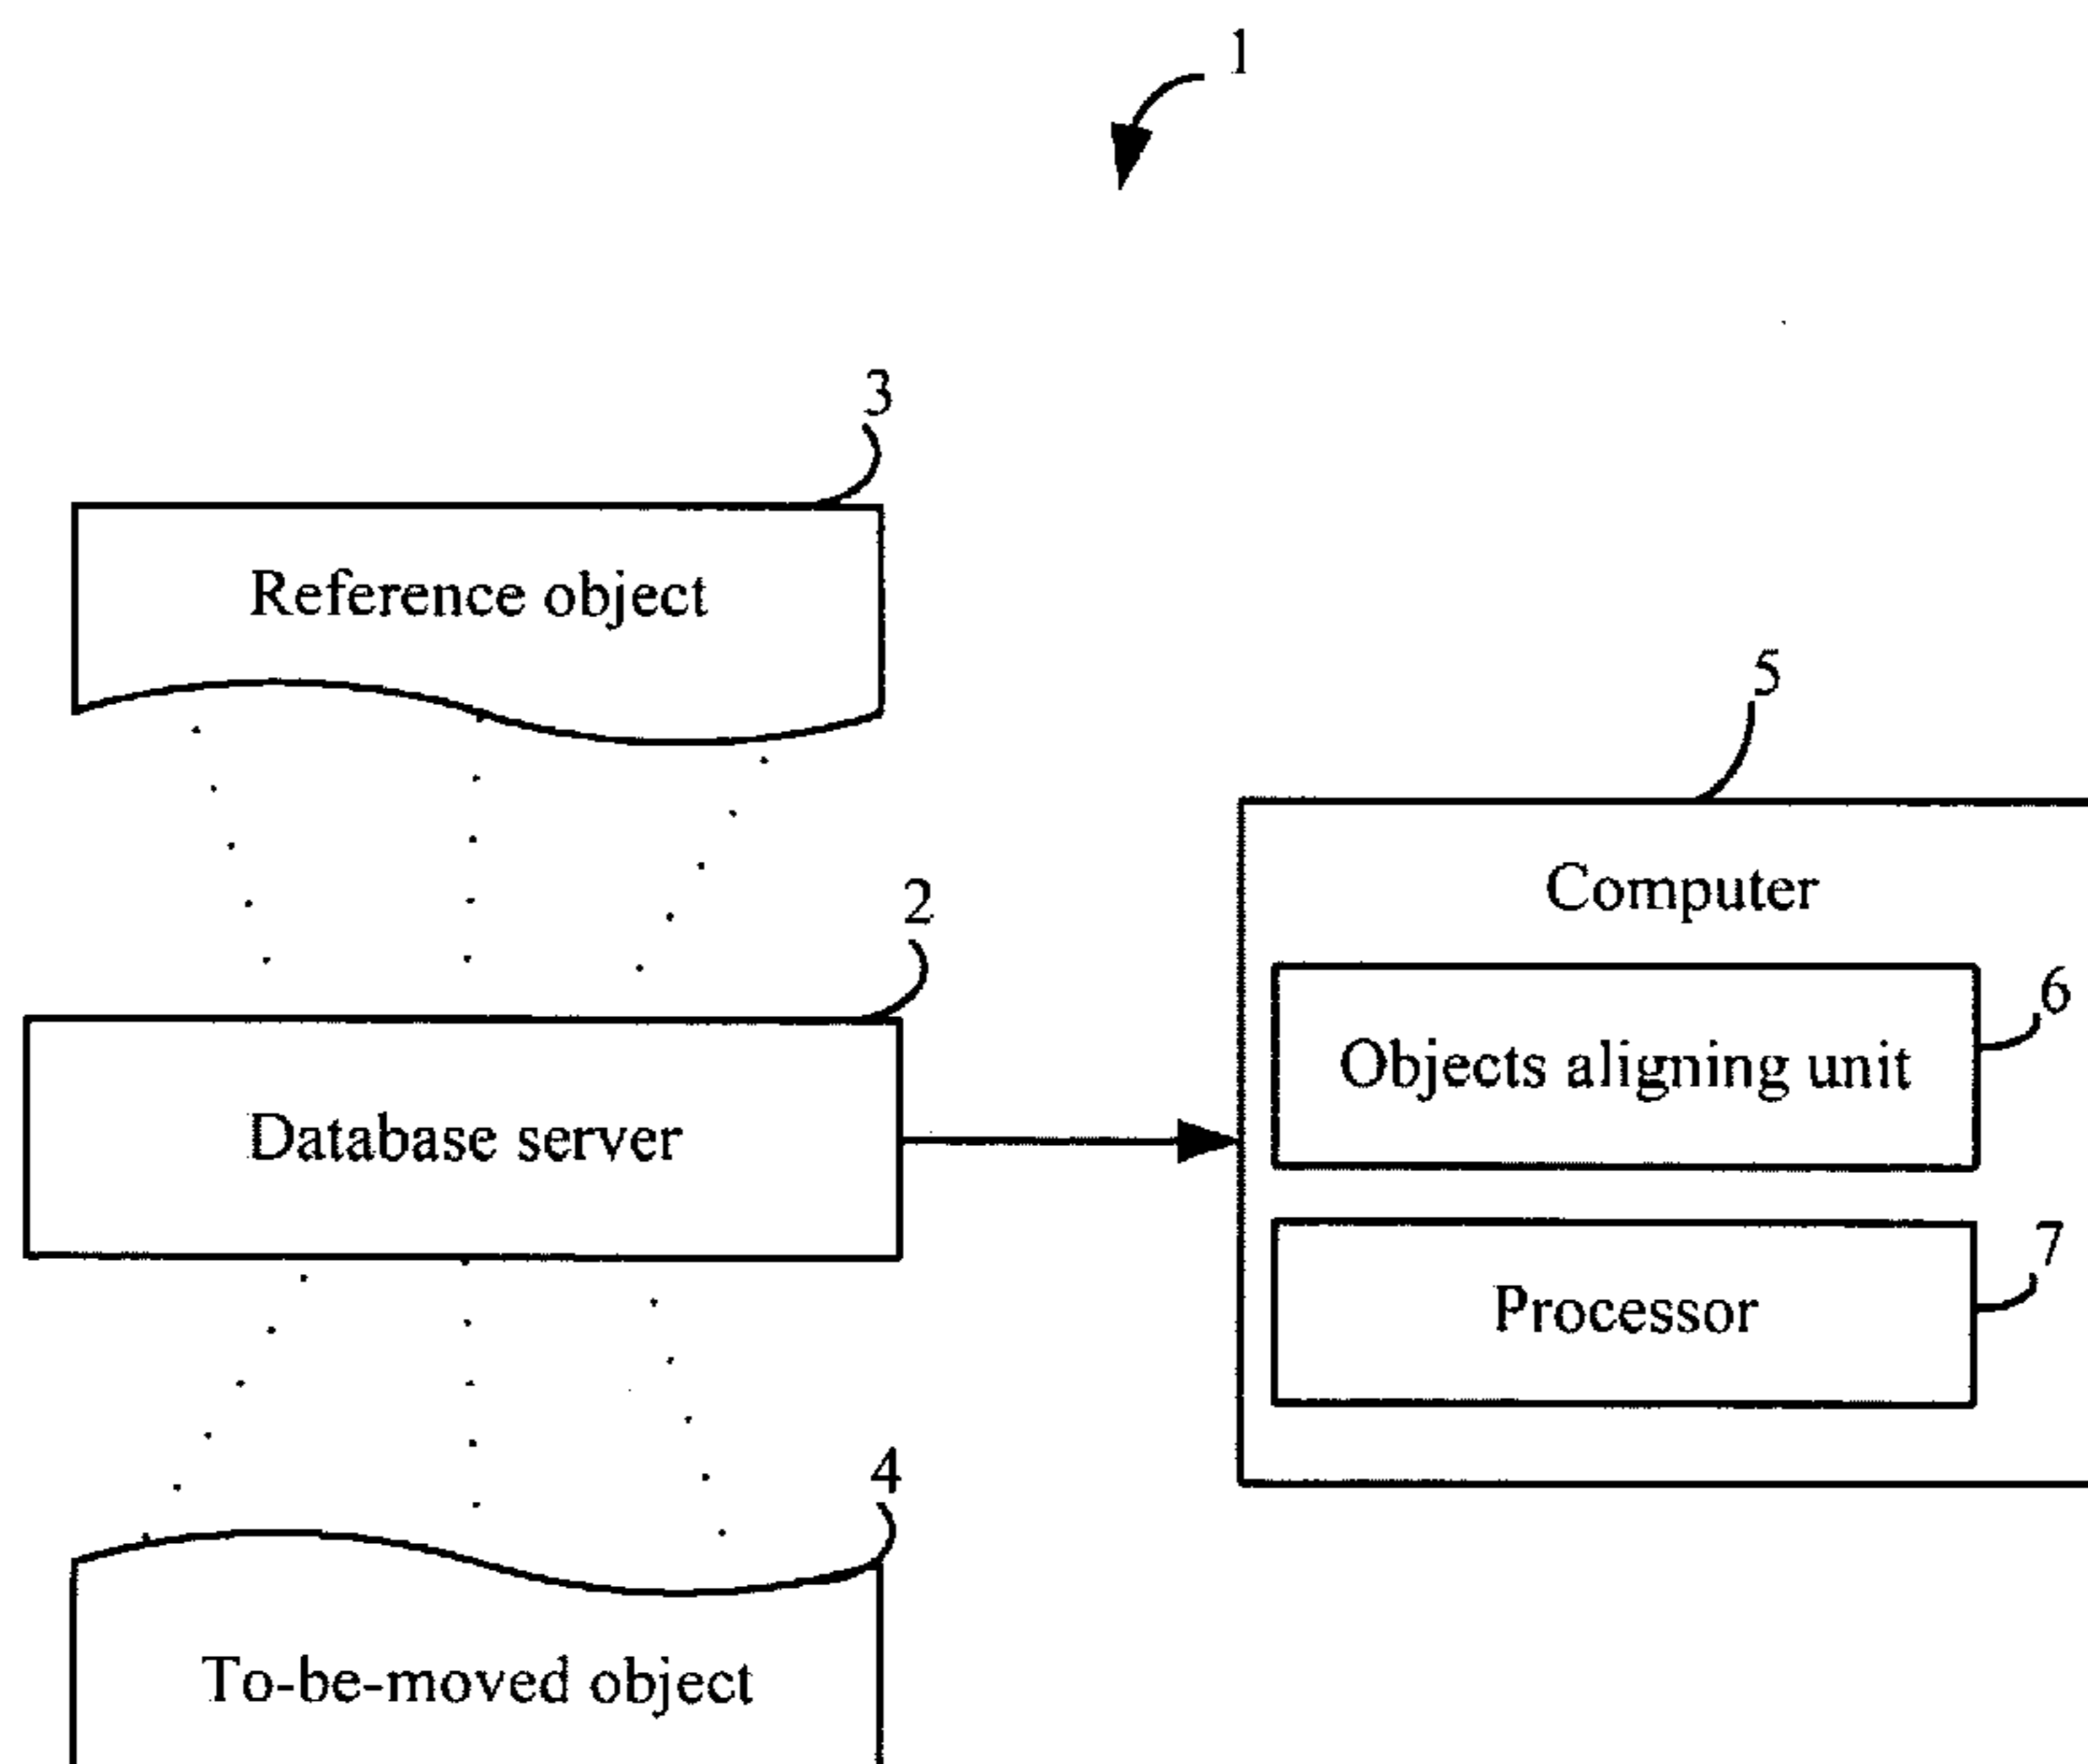 1
3
Reference object
5
Computer
2
6
Objects aligning unit
Database server
7
Processor
4
To-be-moved object